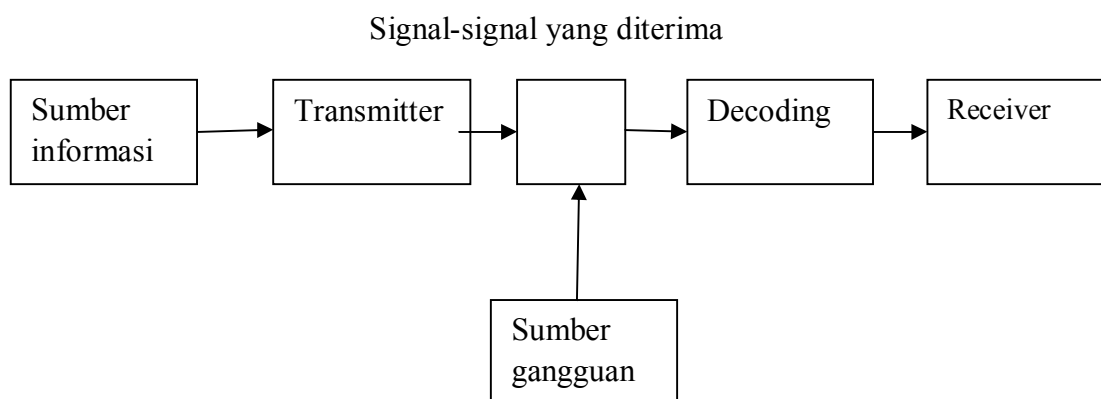 Signal-signal yang diterima
Sumber
informasi
Transmitter
Decoding
Receiver
Sumber
gangguan